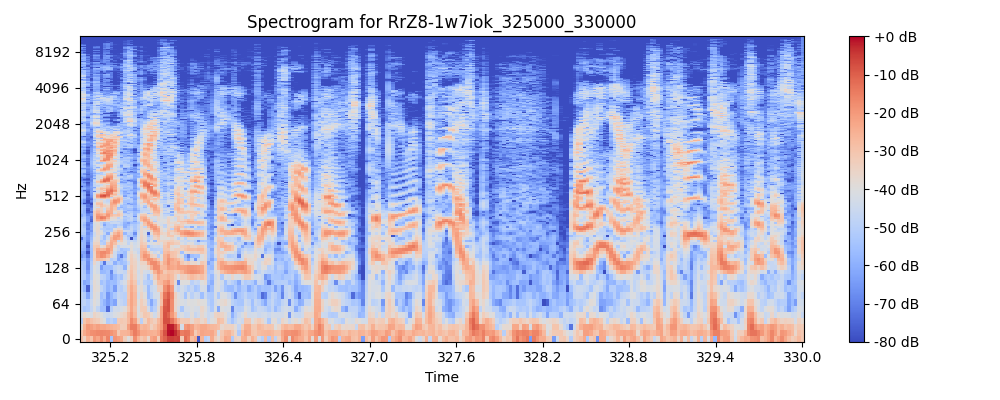 Spectrogram for RrZ8-1w7iok_325000_330000
8192
4096
2048
1024
512
256
128
64
0
Hz
325.2 325.8 326.4 327.0 327.6 328.2 328.8 329.4 330.0
Time
+0 dB
-10 dB
-20 dB
-30 dB
-40 dB
-50 dB
-60 dB
-70 dB
-80 dB